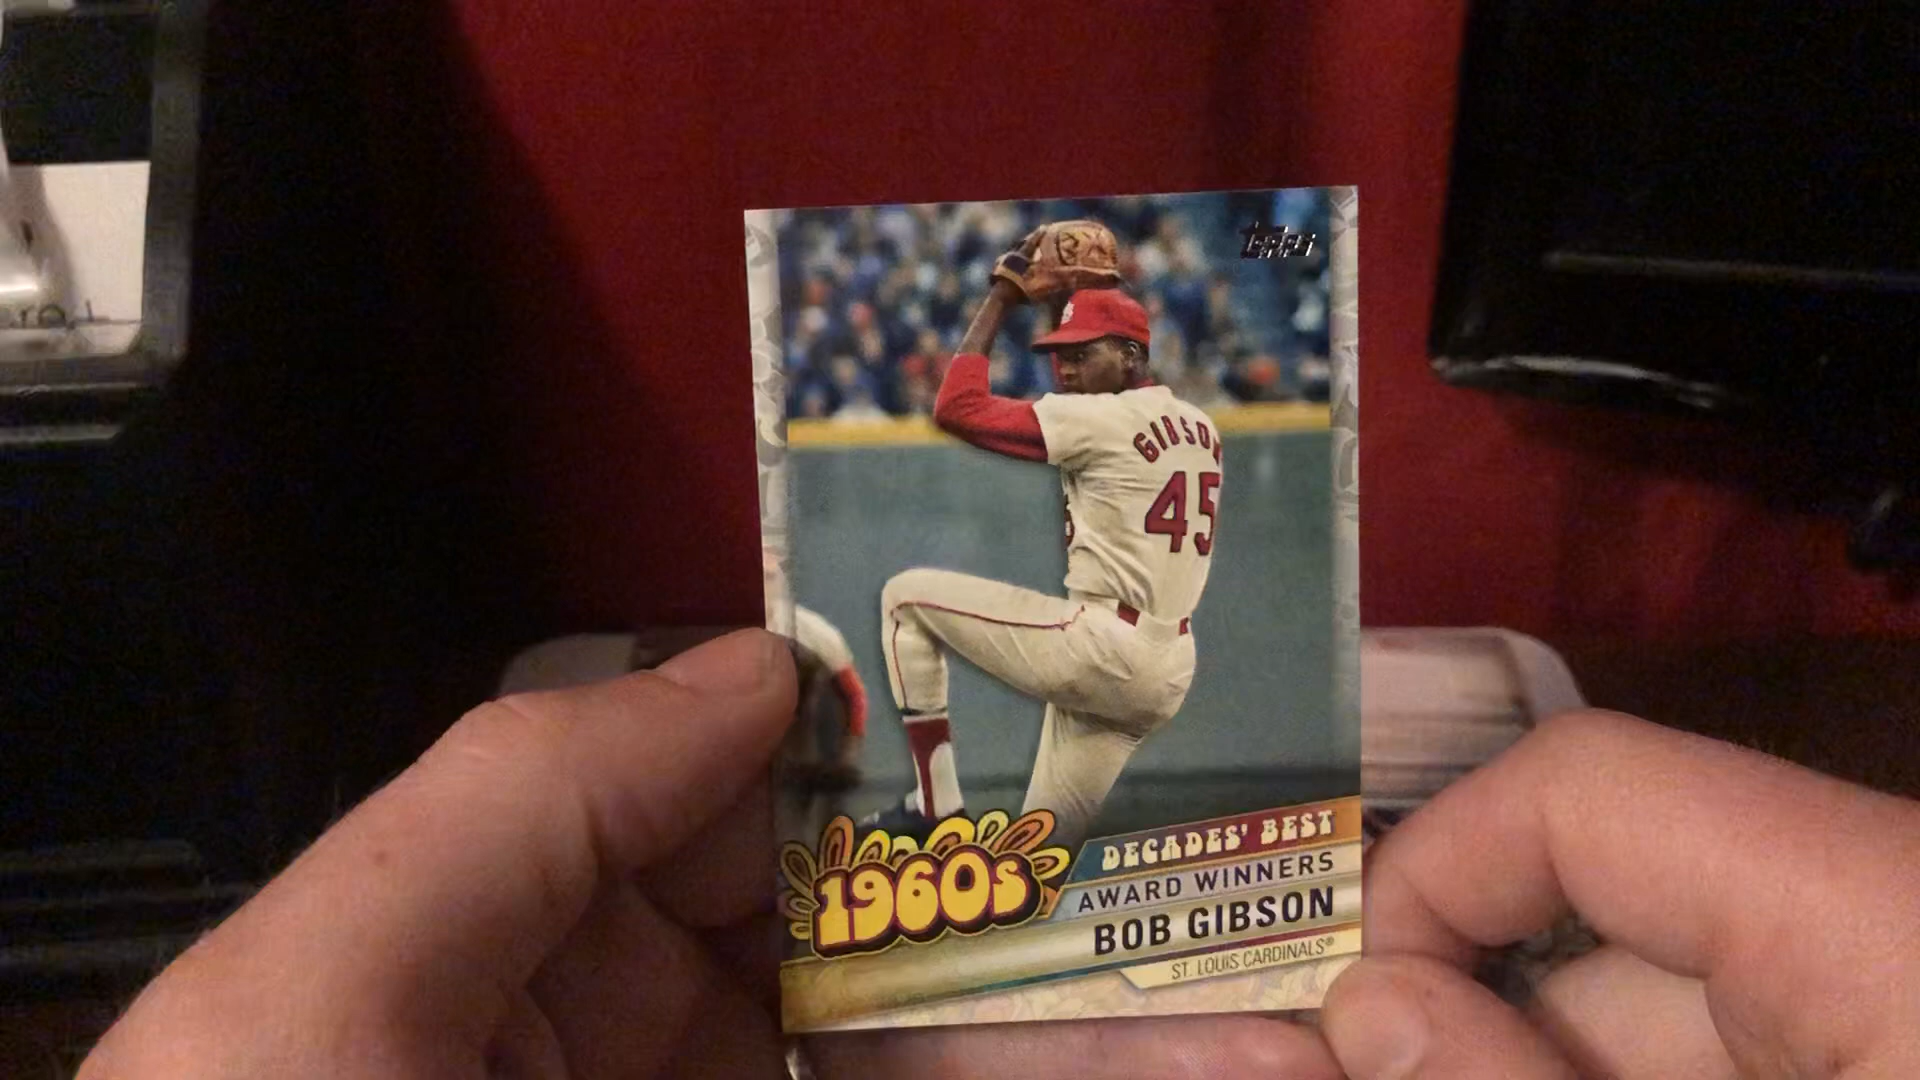 Topps
GIBSON
45
1960s
DECADES' BEST
AWARD WINNERS
BOB GIBSON
ST. LOUIS CARDINALS®